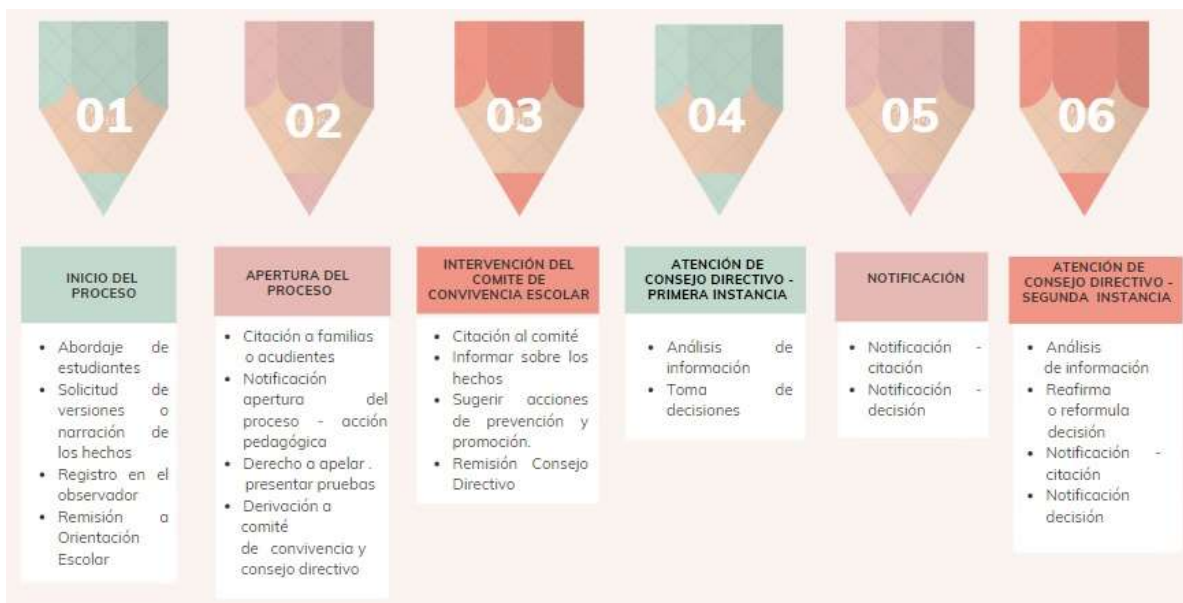 01
INICIO DEL
PROCESO
• Abordaje de
estudiantes
• Solicitud de
versiones o
narración de
los hechos
• Registro en el
observador
• Remisión a
Orientación
Escolar
02
APERTURA DEL
PROCESO
• Citación a familias
o acudientes
• Notificación
apertura del
proceso - acción
pedagógica
• Derecho a apelar .
presentar pruebas
• Derivación a
comité
de convivencia y
consejo directivo
03
INTERVENCIÓN DEL
COMITE DE
CONVIVENCIA ESCOLAR
• Citación al comité
• Informar sobre los
hechos
• Sugerir acciones
de prevención y
promoción.
• Remisión Consejo
Directivo
04
ATENCIÓN DE
CONSEJO DIRECTIVO -
PRIMERA INSTANCIA
• Análisis de
información
• Toma de
decisiones
05
NOTIFICACIÓN
• Notificación -
citación
• Notificación -
decisión
06
ATENCIÓN DE
CONSEJO DIRECTIVO -
SEGUNDA INSTANCIA
• Análisis
de información
• Reafirma
o reformula
decisión
• Notificación -
citación
• Notificación
decisión